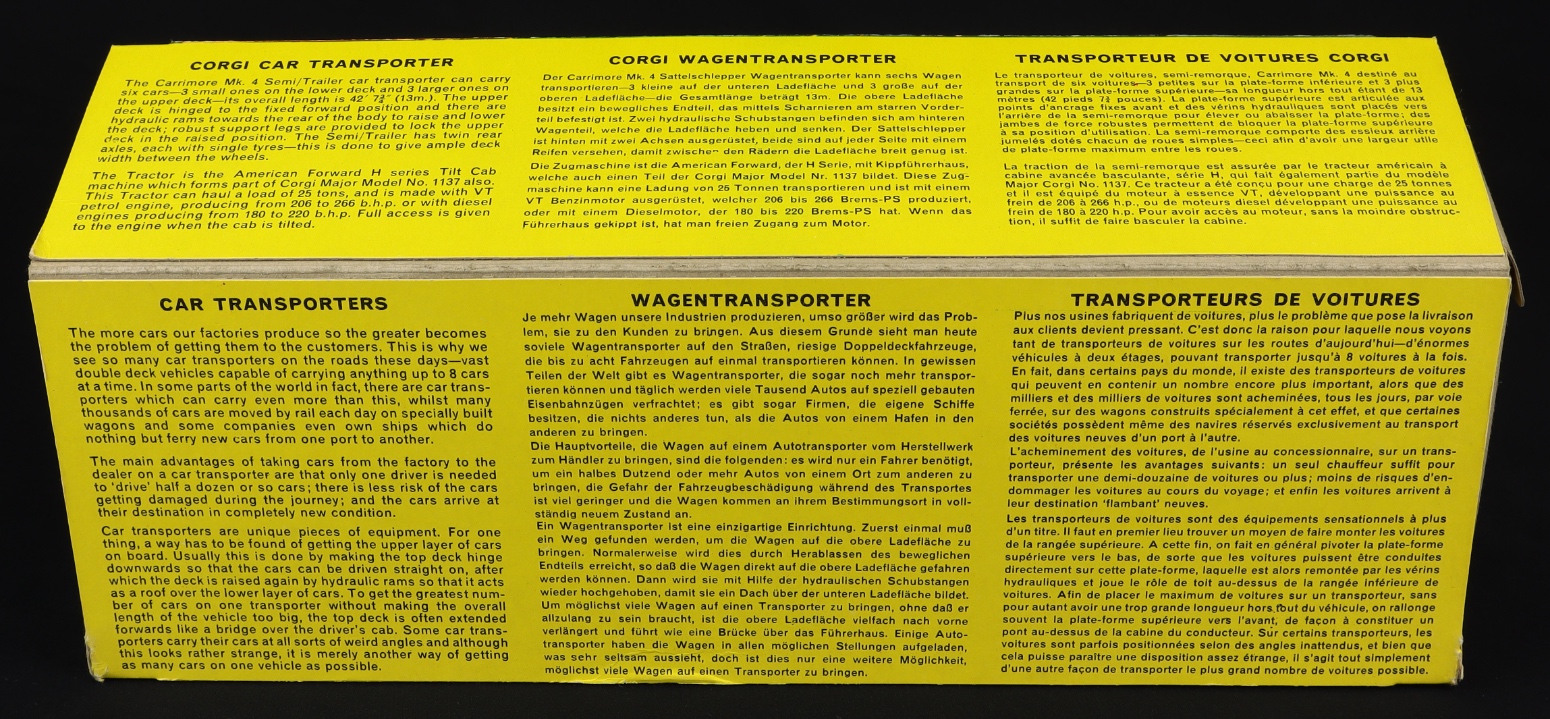 CORGI CAR TRANSPORTER
The Carrimore Mk. 4 Semi/Trailer car transporter can carry
six cars—3 small ones on the lower deck and 3 larger ones on
the upper deck—its overall length is 42′ 7¾″ (13m.). The upper
deck is hinged to the fixed forward position and there are
hydraulic rams towards the rear of the body to raise and lower
the deck; robust support legs are provided to lock the upper
deck in the raised position. The Semi/Trailer has twin rear
axles, each with single tyres—this is done to give ample deck
width between the wheels.
The Tractor is the American Forward H series Tilt Cab
machine which forms part of Corgi Major Model No. 1137 also.
This Tractor can haul a load of 25 tons, and is made with VT
petrol engine, producing from 206 to 266 b.h.p. or with diesel
engines producing from 180 to 220 b.h.p. Full access is given
to the engine when the cab is tilted.
CORGI WAGENTRANSPORTER
Der Carrimore Mk. 4 Sattelschlepper Wagentransporter kann sechs Wagen
transportieren—3 kleine auf der unteren Ladefläche und 3 große auf der
oberen Ladefläche—die Gesamtlänge beträgt 13m. Die obere Ladefläche
besitzt ein bewegliches Endteil, das mittels Scharnieren am starren Vorder-
teil befestigt ist. Zwei hydraulische Schubstangen befinden sich am hinteren
Wagenteil, welche die Ladefläche heben und senken. Der Sattelschlepper
ist hinten mit zwei Achsen ausgerüstet, beide sind auf jeder Seite mit einem
Reifen versehen, damit zwische- den Rädern die Ladefläche breit genug ist.
Die Zugmaschine ist die American Forward, der H Serie, mit Kippführerhaus,
welche auch einen Teil der Corgi Major Model Nr. 1137 bildet. Diese Zug-
maschine kann eine Ladung von 25 Tonnen transportieren und ist mit einem
VT Benzinmotor ausgerüstet, welcher 206 bis 266 Brems-PS produziert,
oder mit einem Dieselmotor, der 180 bis 220 Brems-PS hat. Wenn das
Führerhaus gekippt ist, hat man freien Zugang zum Motor.
TRANSPORTEUR DE VOITURES CORGI
Le transporteur de voitures, semi-remorque, Carrimore Mk. 4 destiné au
transport de six voitures—3 petites sur la plate-forme inférieure et 3 plus
grandes sur la plate-forme supérieure—sa longueur hors tout étant de 13
mètres (42 pieds 7¾ pouces). La plate-forme supérieure est articulée aux
points d'ancrage fixes avant et des vérins hydrauliques sont placés vers
l'arrière de la semi-remorque pour élever ou abaisser la plate-forme; des
jambes de force robustes permettent de bloquer la plate-forme supérieure
à sa position d'utilisation. La semi-remorque comporte des essieux arrière
jumelés dotés chacun de roues simples—ceci afin d'avoir une largeur utile
de plate-forme maximum entre les roues.
La traction de la semi-remorque est assurée par le tracteur américain à
cabine avancée basculante, série H, qui fait également partie du modèle
Major Corgi No. 1137. Ce tracteur a été conçu pour une charge de 25 tonnes
et il est équipé du moteur à essence VT, développant une puissance au
frein de 206 à 266 h.p., ou de moteurs diesel développant une puissance au
frein de 180 à 220 h.p. Pour avoir accès au moteur, sans la moindre obstruc-
tion, il suffit de faire basculer la cabine.
CAR TRANSPORTERS
The more cars our factories produce so the greater becomes
the problem of getting them to the customers. This is why we
see so many car transporters on the roads these days—vast
double deck vehicles capable of carrying anything up to 8 cars
at a time. In some parts of the world in fact, there are car trans-
porters which can carry even more than this, whilst many
thousands of cars are moved by rail each day on specially built
wagons and some companies even own ships which do
nothing but ferry new cars from one port to another.
The main advantages of taking cars from the factory to the
dealer on a car transporter are that only one driver is needed
to 'drive' half a dozen or so cars; there is less risk of the cars
getting damaged during the journey; and the cars arrive at
their destination in completely new condition.
Car transporters are unique pieces of equipment. For one
thing, a way has to be found of getting the upper layer of cars
on board. Usually this is done by making the top deck hinge
downwards so that the cars can be driven straight on, after
which the deck is raised again by hydraulic rams so that it acts
as a roof over the lower layer of cars. To get the greatest num-
ber of cars on one transporter without making the overall
length of the vehicle too big, the top deck is often extended
forwards like a bridge over the driver's cab. Some car trans-
porters carry their cars at all sorts of weird angles and although
this looks rather strange, it is merely another way of getting
as many cars on one vehicle as possible.
WAGENTRANSPORTER
Je mehr Wagen unsere Industrien produzieren, umso größer wird das Prob-
lem, sie zu den Kunden zu bringen. Aus diesem Grunde sieht man heute
soviele Wagentransporter auf den Straßen, riesige Doppeldeckfahrzeuge,
die bis zu acht Fahrzeugen auf einmal transportieren können. In gewissen
Teilen der Welt gibt es Wagentransporter, die sogar noch mehr transpor-
tieren können und täglich werden viele Tausend Autos auf speziell gebauten
Eisenbahnzügen verfrachtet; es gibt sogar Firmen, die eigene Schiffe
besitzen, die nichts anderes tun, als die Autos von einem Hafen in den
anderen zu bringen.
Die Hauptvorteile, die Wagen auf einem Autotransporter vom Herstellwerk
zum Händler zu bringen, sind die folgenden: es wird nur ein Fahrer benötigt,
um ein halbes Dutzend oder mehr Autos von einem Ort zum anderen zu
bringen, die Gefahr der Fahrzeugbeschädigung während des Transportes
ist viel geringer und die Wagen kommen an ihrem Bestimmungsort in voll-
ständig neuem Zustand an.
Ein Wagentransporter ist eine einzigartige Einrichtung. Zuerst einmal muß
ein Weg gefunden werden, um die Wagen auf die obere Ladefläche zu
bringen. Normalerweise wird dies durch Herablassen des beweglichen
Endteils erreicht, so daß die Wagen direkt auf die obere Ladefläche gefahren
werden können. Dann wird sie mit Hilfe der hydraulischen Schubstangen
wieder hochgehoben, damit sie ein Dach über der unteren Ladefläche bildet.
Um möglichst viele Wagen auf einen Transporter zu bringen, ohne daß er
allzulang zu sein braucht, ist die obere Ladefläche vielfach nach vorne
verlängert und führt wie eine Brücke über das Führerhaus. Einige Auto-
transporter haben die Wagen in allen möglichen Stellungen aufgeladen,
was sehr seltsam aussieht, doch ist dies nur eine weitere Möglichkeit,
möglichst viele Wagen auf einen Transporter zu bringen.
TRANSPORTEURS DE VOITURES
Plus nos usines fabriquent de voitures, plus le problème que pose la livraison
aux clients devient pressant. C'est donc la raison pour laquelle nous voyons
tant de transporteurs de voitures sur les routes d'aujourd'hui—d'énormes
véhicules à deux étages, pouvant transporter jusqu'à 8 voitures à la fois.
En fait, dans certains pays du monde, il existe des transporteurs de voitures
qui peuvent en contenir un nombre encore plus important, alors que des
milliers et des milliers de voitures sont acheminées, tous les jours, par voie
ferrée, sur des wagons construits spécialement à cet effet, et que certaines
sociétés possèdent même des navires réservés exclusivement au transport
des voitures neuves d'un port à l'autre.
L'acheminement des voitures, de l'usine au concessionnaire, sur un trans-
porteur, présente les avantages suivants: un seul chauffeur suffit pour
transporter une demi-douzaine de voitures ou plus; moins de risques d'en-
dommager les voitures au cours du voyage; et enfin les voitures arrivent à
leur destination 'flambant' neuves.
Les transporteurs de voitures sont des équipements sensationnels à plus
d'un titre. Il faut en premier lieu trouver un moyen de faire monter les voitures
de la rangée supérieure. A cette fin, on fait en général pivoter la plate-forme
supérieure vers le bas, de sorte que les voitures puissent être conduites
directement sur cette plate-forme, laquelle est alors remontée par les vérins
hydrauliques et joue le rôle de toit au-dessus de la rangée inférieure de
voitures. Afin de placer le maximum de voitures sur un transporteur, sans
pour autant avoir une trop grande longueur hors tout du véhicule, on rallonge
souvent la plate-forme supérieure vers l'avant, de façon à constituer un
pont au-dessus de la cabine du conducteur. Sur certains transporteurs, les
voitures sont parfois positionnées selon des angles inattendus, et bien que
cela puisse paraître une disposition assez étrange, il s'agit tout simplement
d'une autre façon de transporter le plus grand nombre de voitures possible.